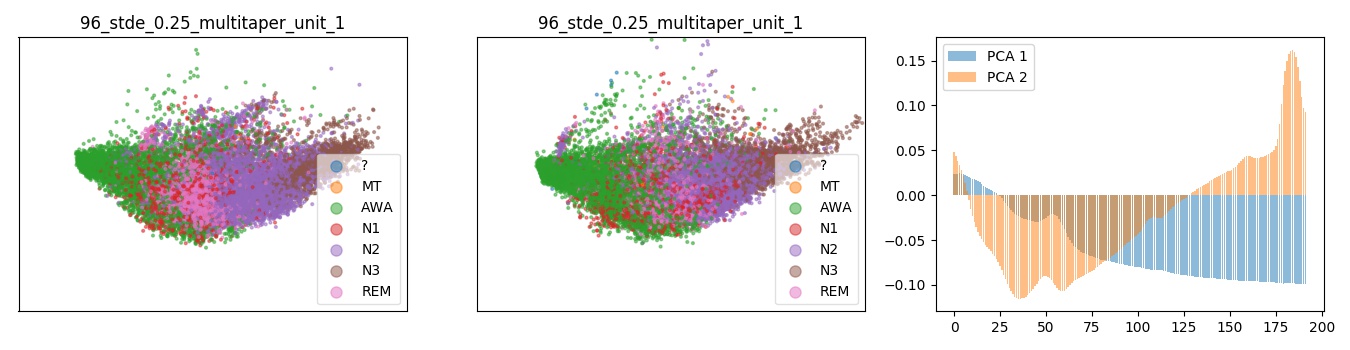 96_stde_0.25_multitaper_unit_1
?
MT
AWA
N1
N2
N3
REM
96_stde_0.25_multitaper_unit_1
?
MT
AWA
N1
N2
N3
REM
PCA 1
PCA 2
0.15
0.10
0.05
0.00
−0.05
−0.10
0 25 50 75 100 125 150 175 200